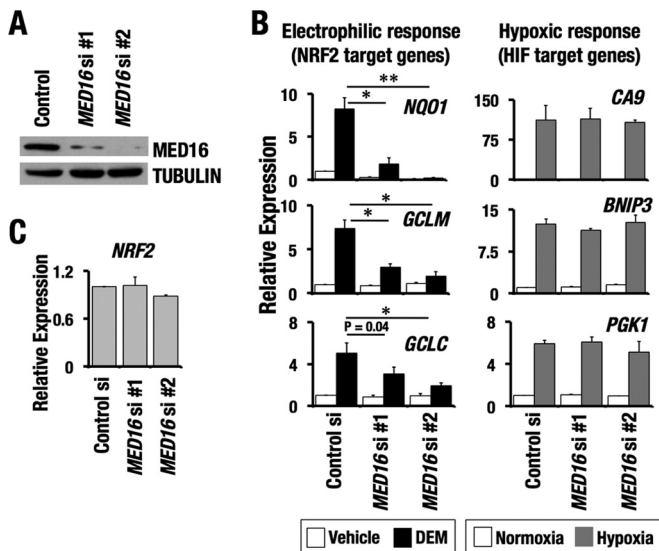 A
Control
MED16 si #1
MED16 si #2
MED16
TUBULIN
B
Electrophilic response
(NRF2 target genes)
Hypoxic response
(HIF target genes)
Relative Expression
**
*
NQO1
10
5
0
CA9
150
75
0
*
*
GCLM
10
5
0
BNIP3
15
7.5
0
*
P = 0.04
GCLC
8
4
0
PGK1
8
4
0
Control si
MED16 si #1
MED16 si #2
Control si
MED16 si #1
MED16 si #2
Vehicle
DEM
Normoxia
Hypoxia
C
NRF2
Relative Expression
1.2
0.6
0
Control si
MED16 si #1
MED16 si #2